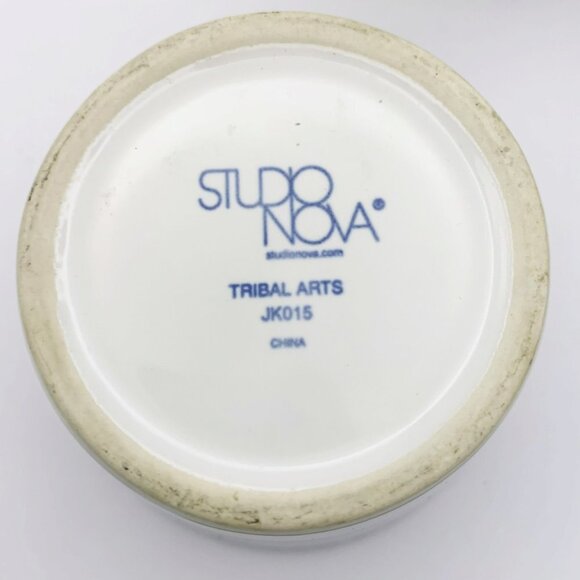 STUDIO
NOVA®
studionova.com
TRIBAL ARTS
JK015
CHINA